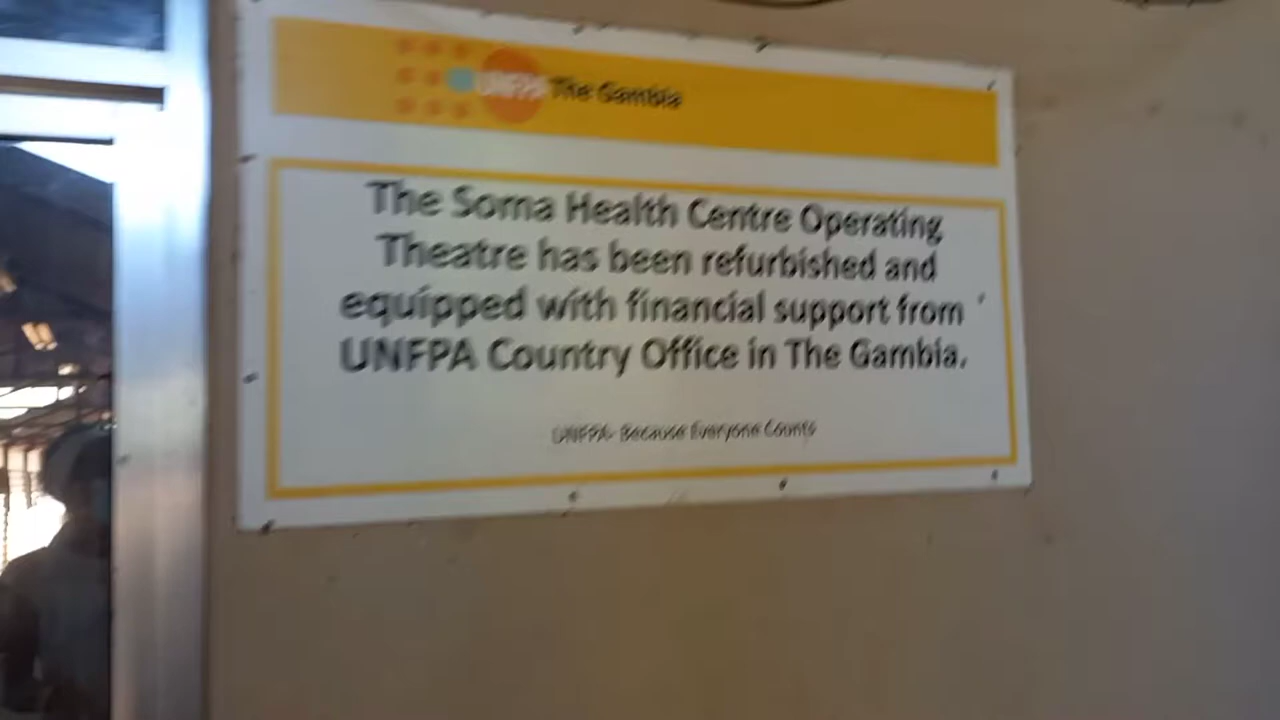 UNFPA The Gambia
The Soma Health Centre Operating
Theatre has been refurbished and
equipped with financial support from
UNFPA Country Office in The Gambia.
UNFPA- Because Everyone Counts